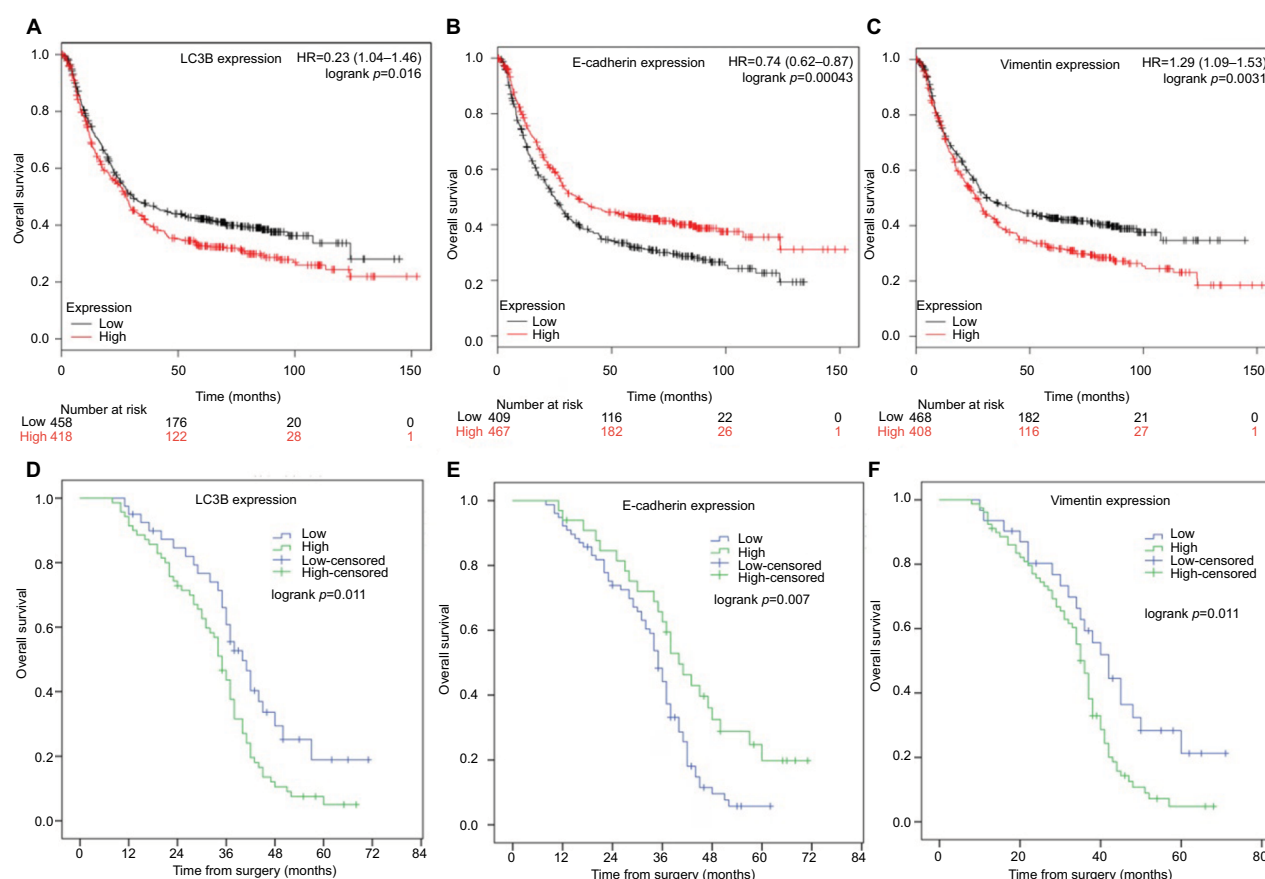 A
LC3B expression
HR=0.23 (1.04–1.46)
logrank p=0.016
Overall survival
1.0
0.8
0.6
0.4
0.2
0.0
Expression
Low
High
0 50 100 150
Time (months)
Number at risk
Low 458 176 20 0
High 418 122 28 1
B
E-cadherin expression
HR=0.74 (0.62–0.87)
logrank p=0.00043
Overall survival
1.0
0.8
0.6
0.4
0.2
0.0
Expression
Low
High
0 50 100 150
Time (months)
Number at risk
Low 409 116 22 0
High 467 182 26 1
C
Vimentin expression
HR=1.29 (1.09–1.53)
logrank p=0.0031
Overall survival
1.0
0.8
0.6
0.4
0.2
0.0
Expression
Low
High
0 50 100 150
Time (months)
Number at risk
Low 468 182 21 0
High 408 116 27 1
D
LC3B expression
Low
High
Low-censored
High-censored
logrank p=0.011
Overall survival
1.0
0.8
0.6
0.4
0.2
0.0
0 12 24 36 48 60 72 84
Time from surgery (months)
E
E-cadherin expression
Low
High
Low-censored
High-censored
logrank p=0.007
Overall survival
1.0
0.8
0.6
0.4
0.2
0.0
0 12 24 36 48 60 72 84
Time from surgery (months)
F
Vimentin expression
Low
High
Low-censored
High-censored
logrank p=0.011
Overall survival
1.0
0.8
0.6
0.4
0.2
0.0
0 20 40 60 80
Time from surgery (months)